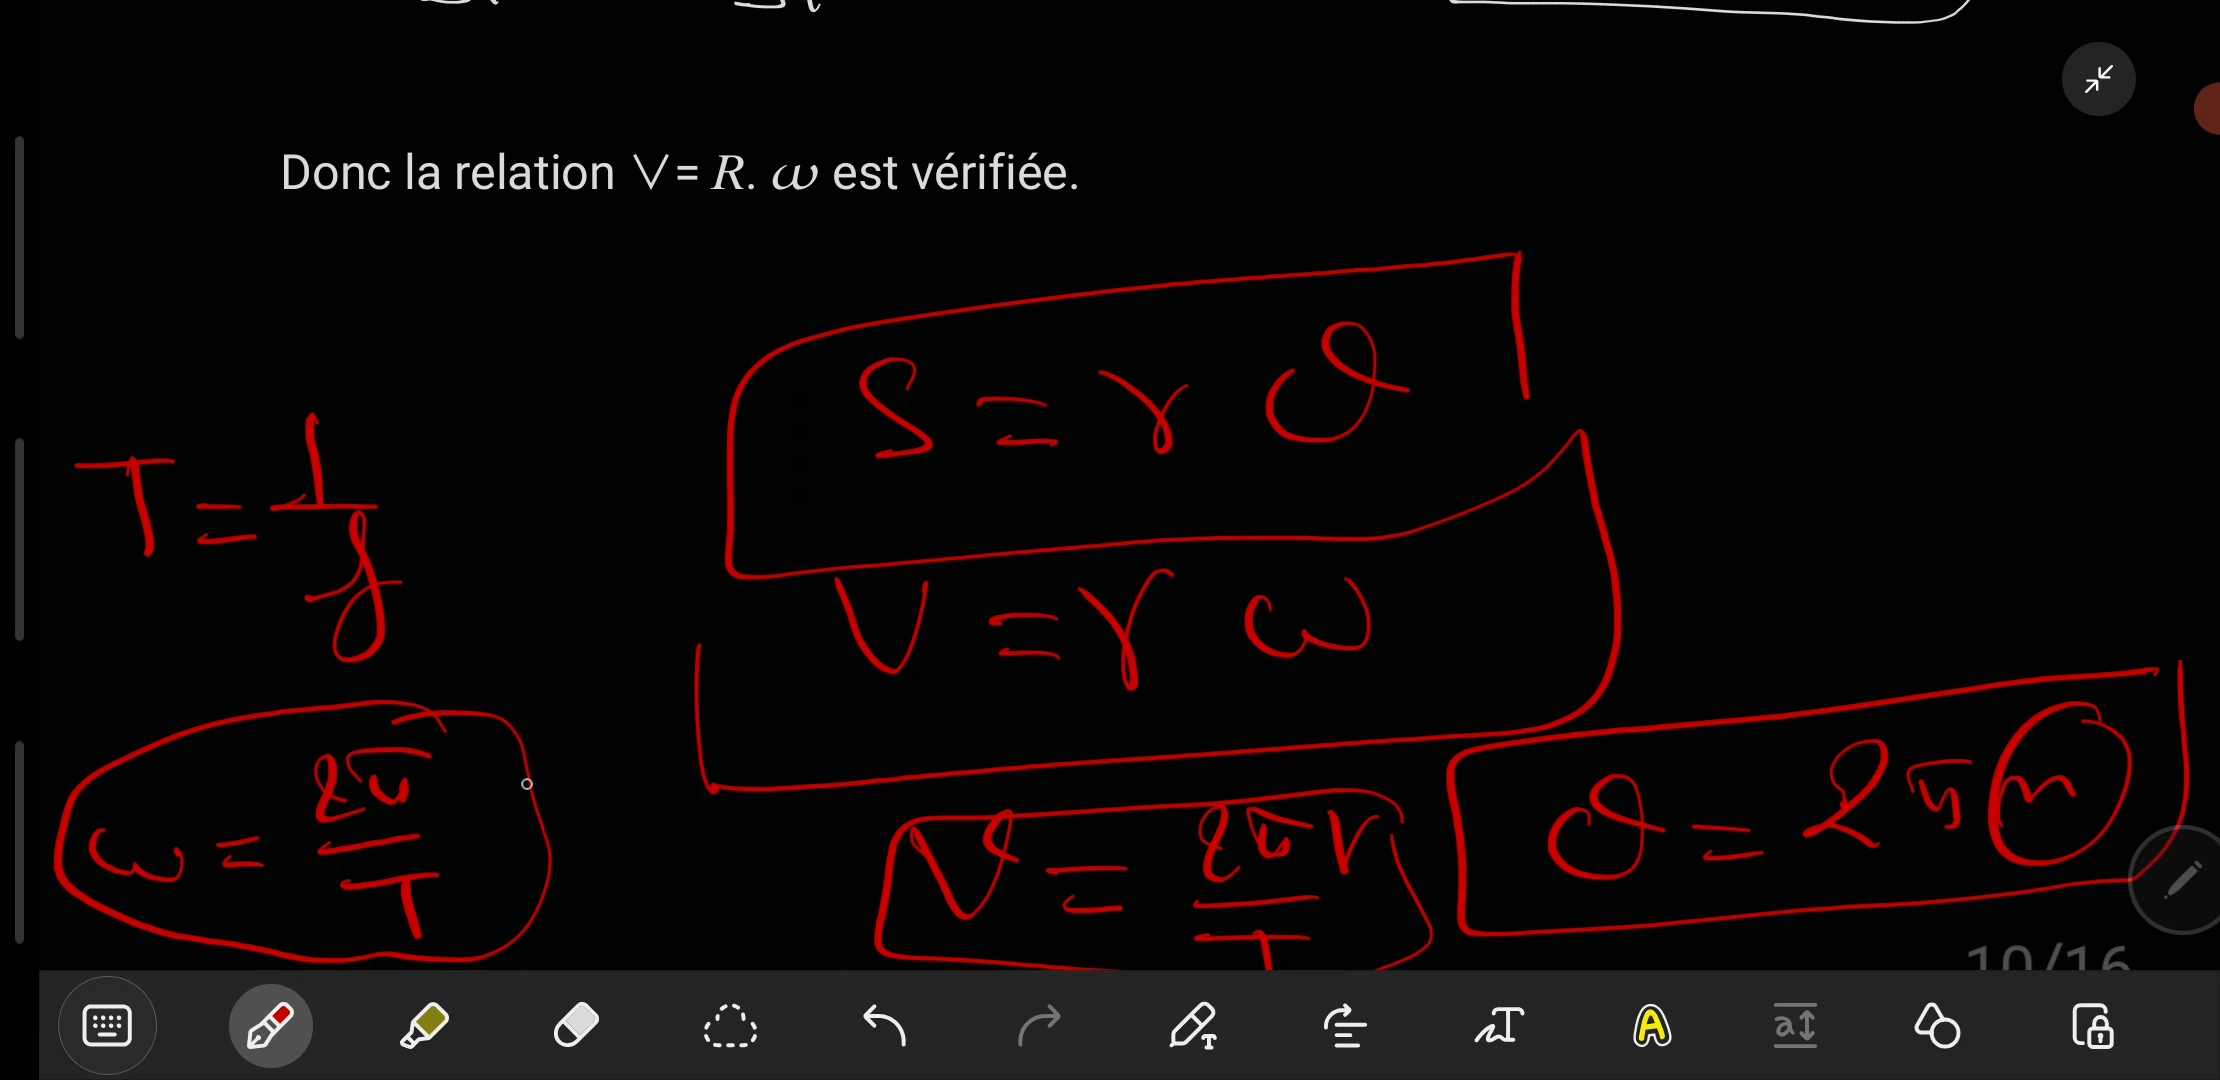 Donc la relation V = R. ω est vérifiée.
S = r θ
T = 1/f
V = r ω
ω = 2π/T
V = 2πr/T
θ = 2π n
10/16